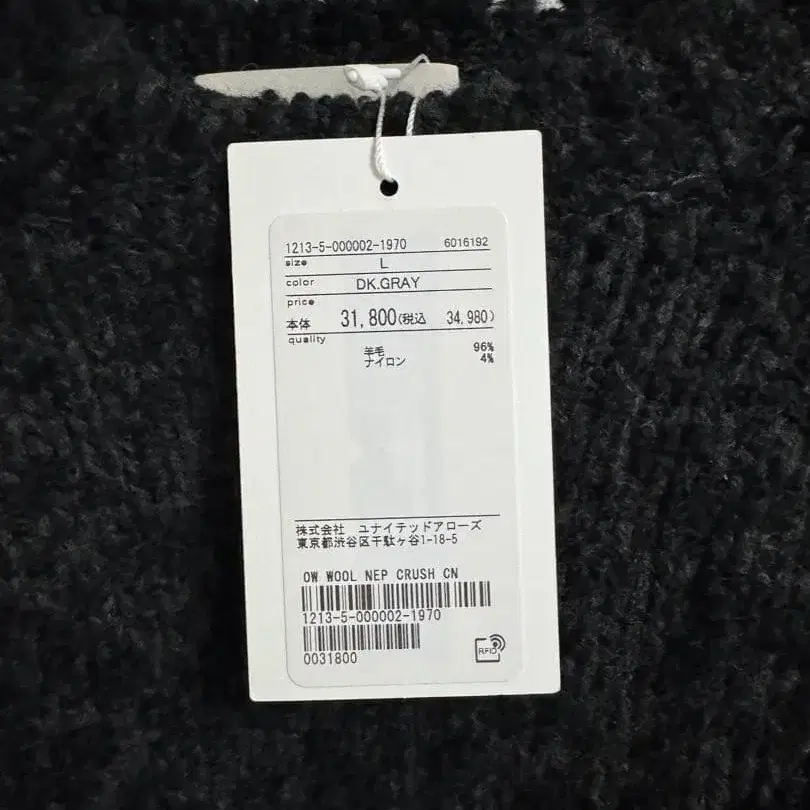 1213-5-000002-1970 6016192
size L
color DK.GRAY
price
本体 31,800(税込 34,980)
quality
羊毛 96%
ナイロン 4%
株式会社 ユナイテッドアローズ
東京都渋谷区千駄ヶ谷1-18-5
OW WOOL NEP CRUSH CN
1213-5-000002-1970
0031800
RFID